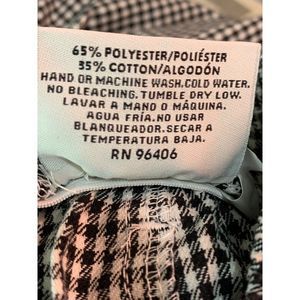 65% POLYESTER/POLIÉSTER
35% COTTON/ALGODÓN
HAND OR MACHINE WASH.COLD WATER.
NO BLEACHING. TUMBLE DRY LOW.
LAVAR A MANO O MÁQUINA.
AGUA FRÍA.NO USAR
BLANQUEADOR.SECAR A
TEMPERATURA BAJA.
RN 96406